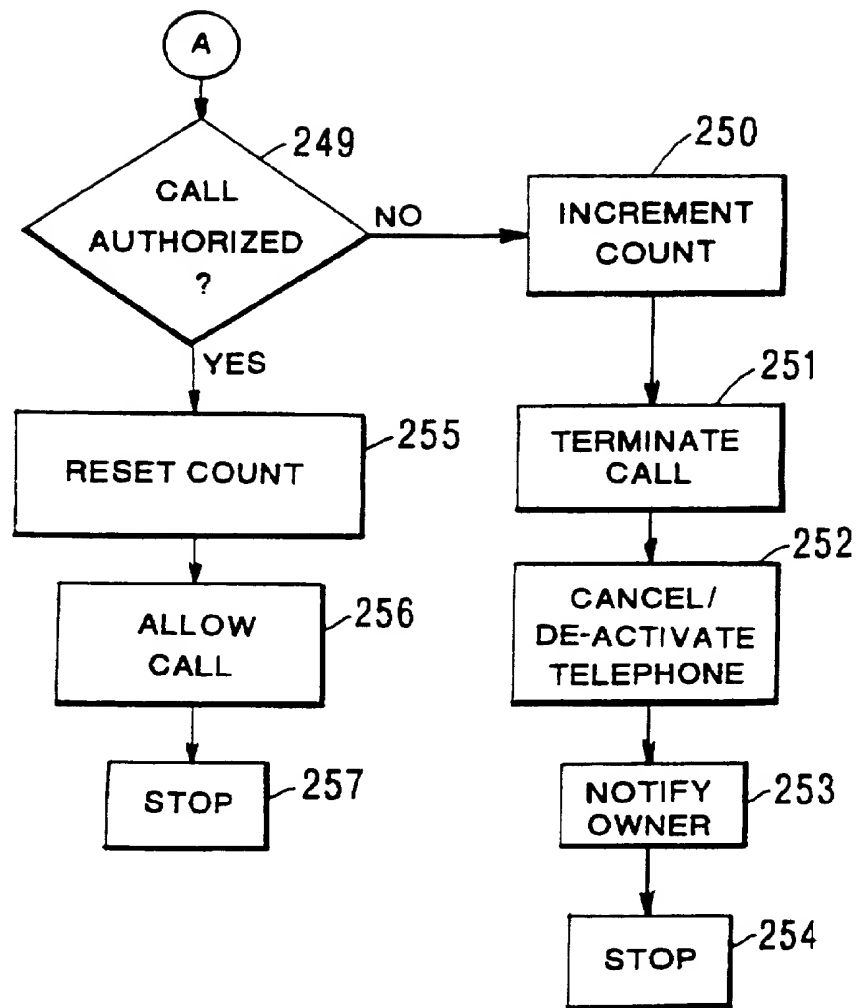 A
249
CALL
AUTHORIZED
?
NO
YES
250
INCREMENT
COUNT
251
TERMINATE
CALL
252
CANCEL/
DE-ACTIVATE
TELEPHONE
253
NOTIFY
OWNER
254
STOP
255
RESET COUNT
256
ALLOW
CALL
257
STOP